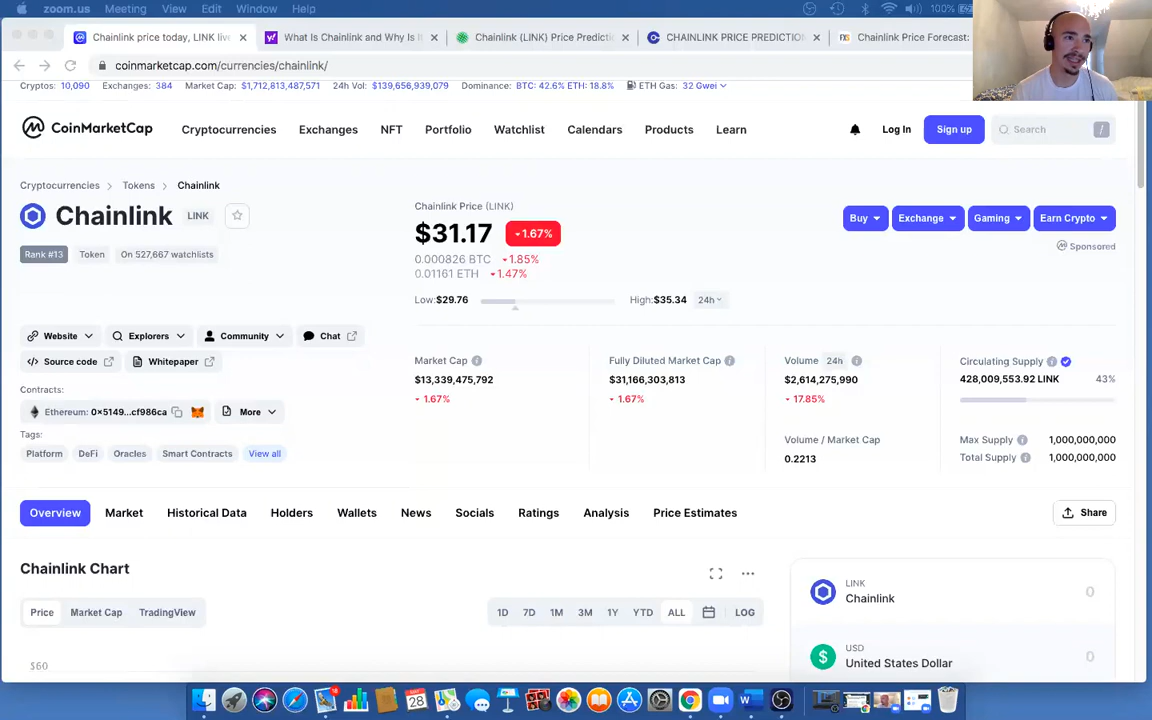 zoom.us Meeting View Edit Window Help 100%
Chainlink price today, LINK live What Is Chainlink and Why Is It Chainlink (LINK) Price Predictic CHAINLINK PRICE PREDICTION FXS Chainlink Price Forecast:
coinmarketcap.com/currencies/chainlink/
Cryptos: 10,090 Exchanges: 384 Market Cap: $1,712,813,487,571 24h Vol: $139,656,939,079 Dominance: BTC: 42.6% ETH: 18.8% ETH Gas: 32 Gwei
CoinMarketCap Cryptocurrencies Exchanges NFT Portfolio Watchlist Calendars Products Learn Log In Sign up Search /
Cryptocurrencies Tokens Chainlink
Chainlink LINK
Rank #13 Token On 527,667 watchlists
Chainlink Price (LINK)
$31.17 1.67%
0.000826 BTC 1.85%
0.01161 ETH 1.47%
Low: $29.76 High: $35.34 24h
Buy Exchange Gaming Earn Crypto
Sponsored
Website Explorers Community Chat
Source code Whitepaper
Contracts:
Ethereum: 0x5149...cf986ca More
Tags:
Platform DeFi Oracles Smart Contracts View all
Market Cap
$13,339,475,792
1.67%
Fully Diluted Market Cap
$31,166,303,813
1.67%
Volume 24h
$2,614,275,990
17.85%
Volume / Market Cap
0.2213
Circulating Supply
428,009,553.92 LINK 43%
Max Supply 1,000,000,000
Total Supply 1,000,000,000
Overview Market Historical Data Holders Wallets News Socials Ratings Analysis Price Estimates Share
Chainlink Chart
Price Market Cap TradingView 1D 7D 1M 3M 1Y YTD ALL LOG
$60
LINK
Chainlink 0
USD
United States Dollar 0
28